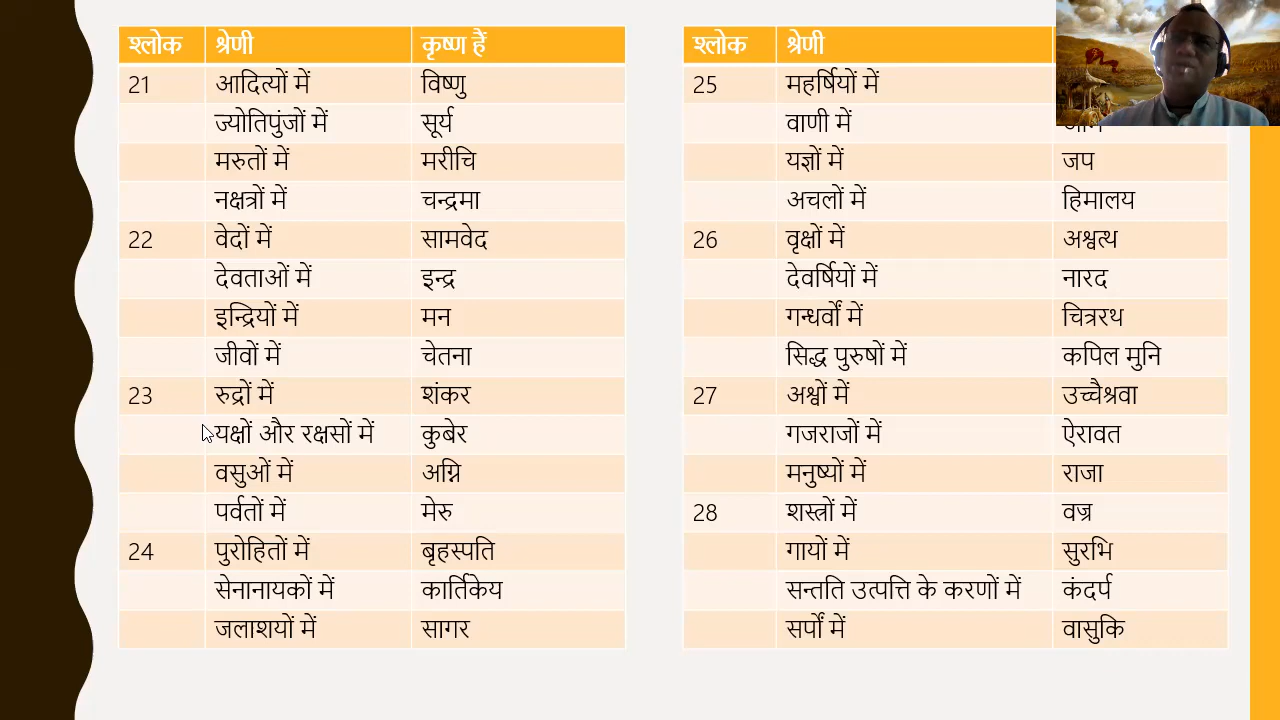 श्लोक श्रेणी कृष्ण हैं
21 आदित्यों में विष्णु
ज्योतिपुंजों में सूर्य
मरुतों में मरीचि
नक्षत्रों में चन्द्रमा
22 वेदों में सामवेद
देवताओं में इन्द्र
इन्द्रियों में मन
जीवों में चेतना
23 रुद्रों में शंकर
यक्षों और रक्षसों में कुबेर
वसुओं में अग्नि
पर्वतों में मेरु
24 पुरोहितों में बृहस्पति
सेनानायकों में कार्तिकेय
जलाशयों में सागर
श्लोक श्रेणी
25 महर्षियों में
वाणी में
यज्ञों में जप
अचलों में हिमालय
26 वृक्षों में अश्वत्थ
देवर्षियों में नारद
गन्धर्वों में चित्ररथ
सिद्ध पुरुषों में कपिल मुनि
27 अश्वों में उच्चैश्रवा
गजराजों में ऐरावत
मनुष्यों में राजा
28 शस्त्रों में वज्र
गायों में सुरभि
सन्तति उत्पत्ति के करणों में कंदर्प
सर्पों में वासुकि